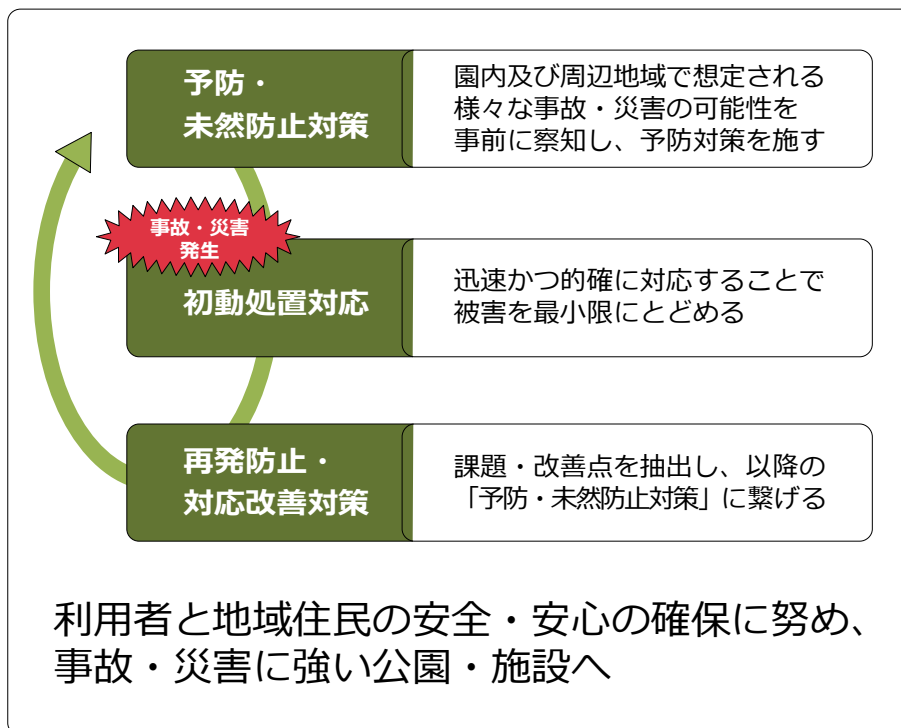 予防・
未然防止対策
園内及び周辺地域で想定される
様々な事故・災害の可能性を
事前に察知し、予防対策を施す
事故・災害
発生
初動処置対応
迅速かつ的確に対応することで
被害を最小限にとどめる
再発防止・
対応改善対策
課題・改善点を抽出し、以降の
「予防・未然防止対策」に繋げる
利用者と地域住民の安全・安心の確保に努め、
事故・災害に強い公園・施設へ